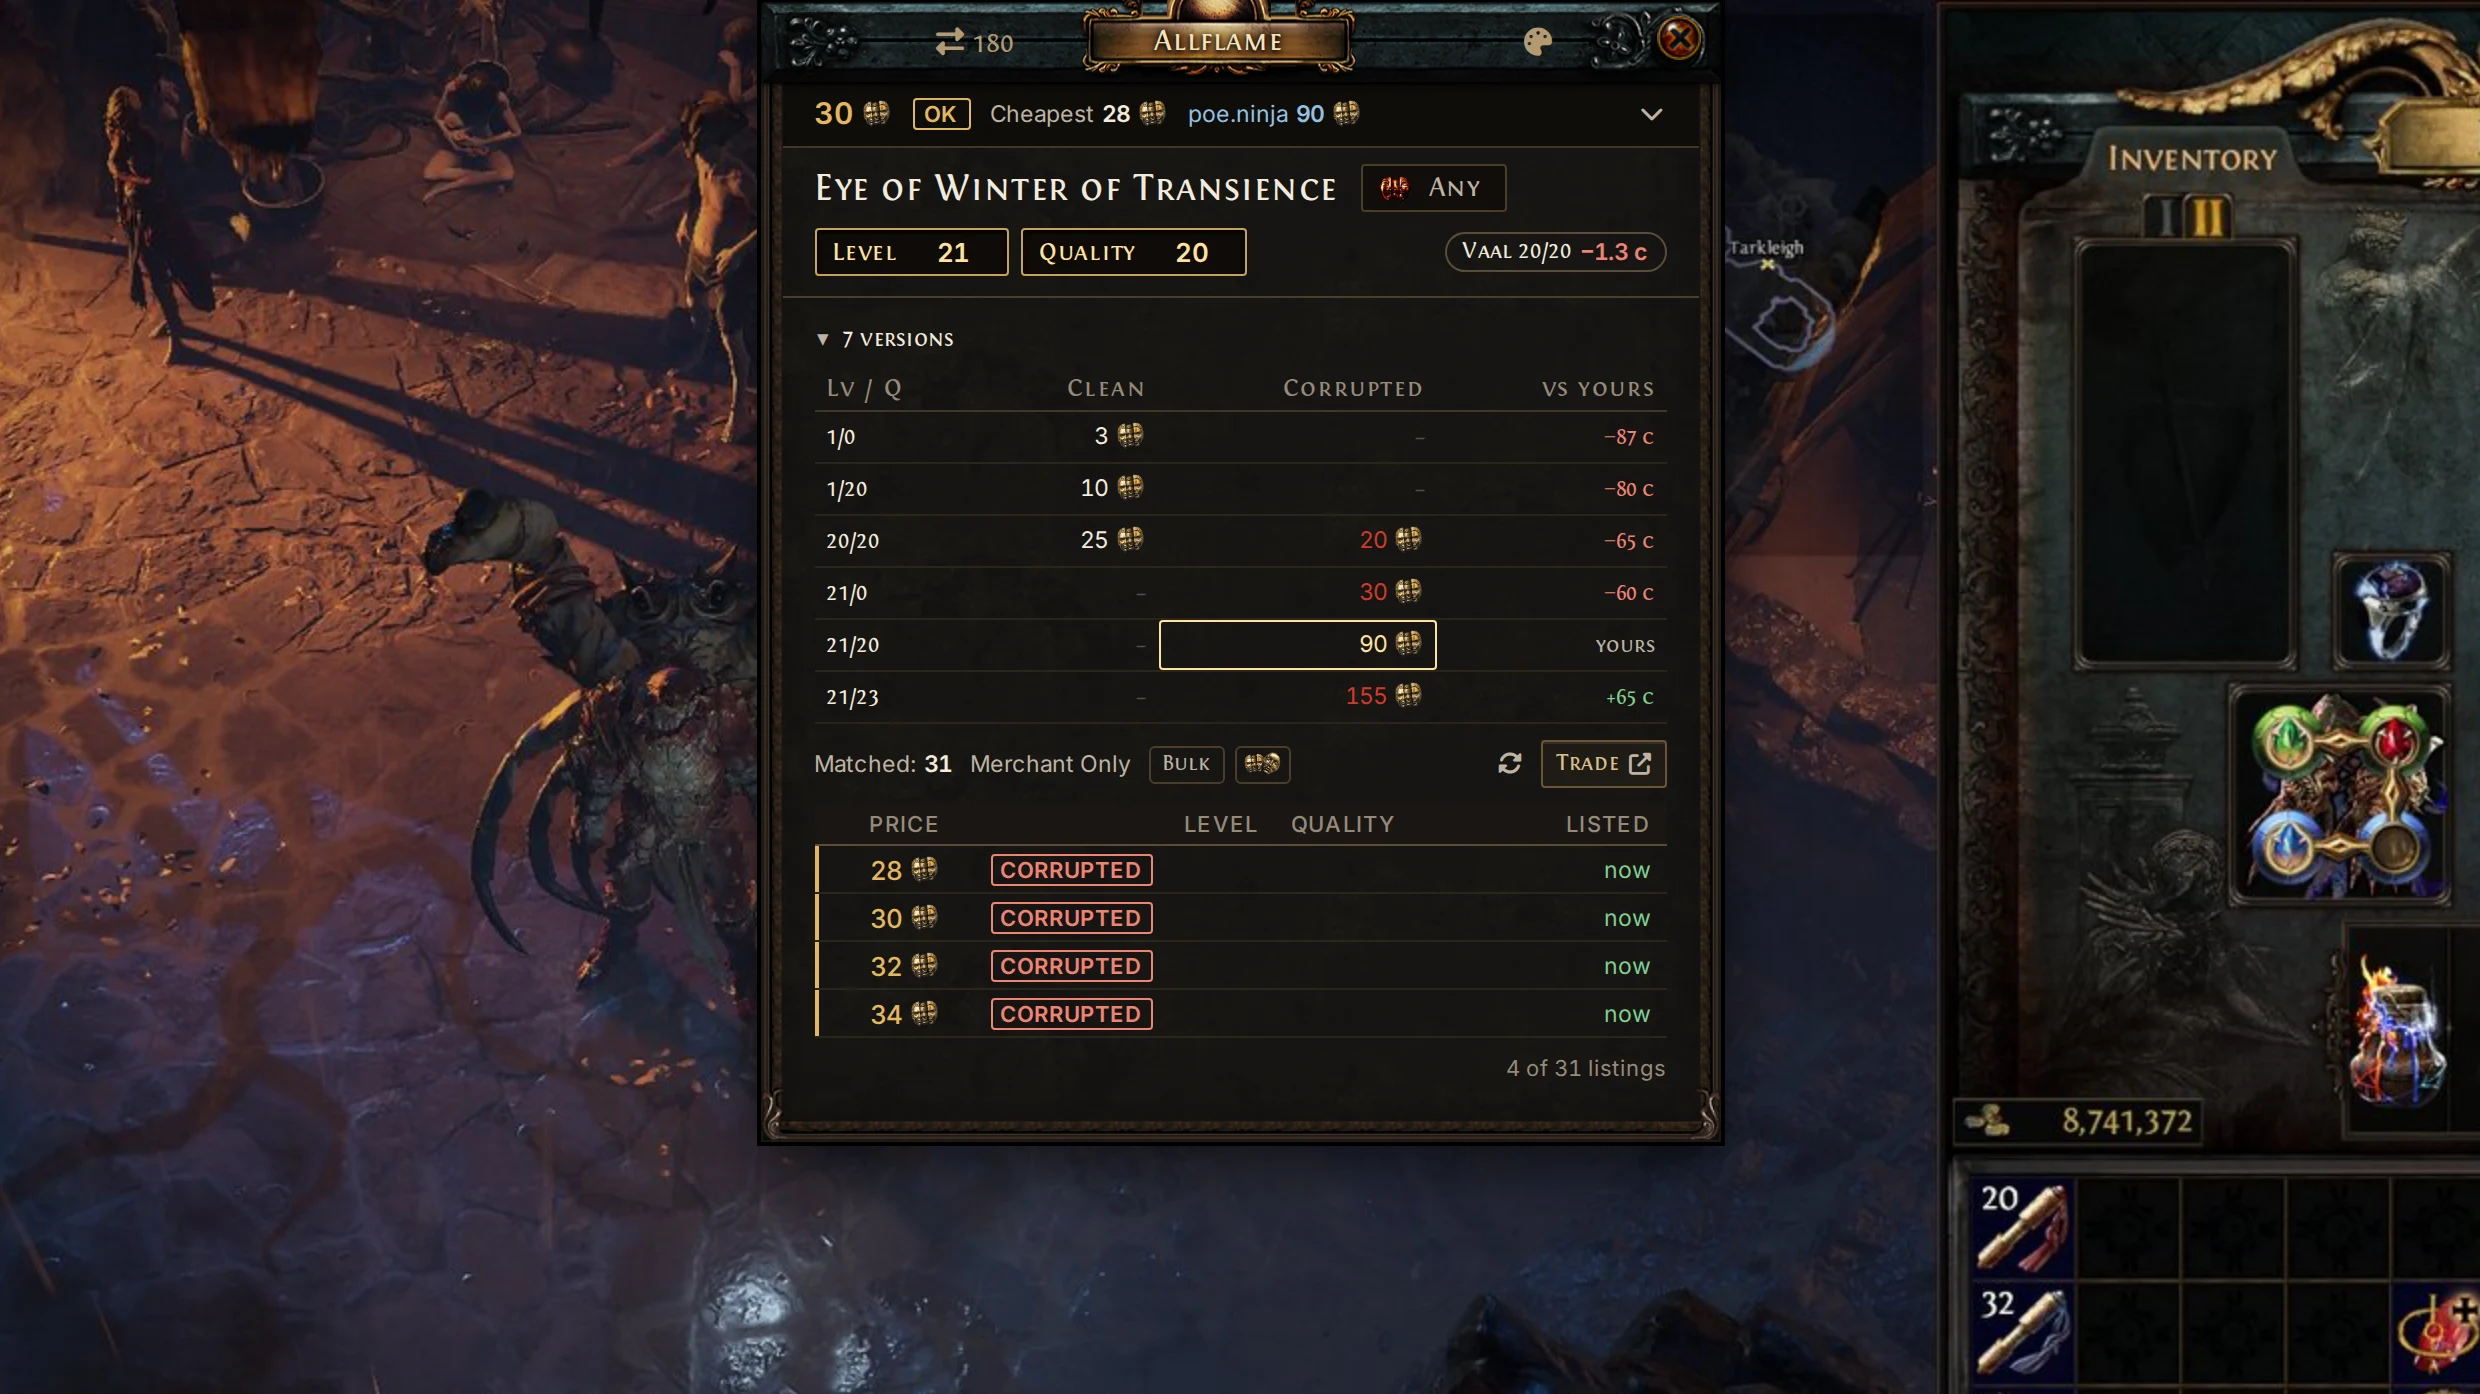 180
Allflame
30 OK Cheapest 28 poe.ninja 90
Eye of Winter of Transience Any
Level 21 Quality 20 Vaal 20/20 −1.3 c
▼ 7 versions
Lv / Q Clean Corrupted vs yours
1/0 3 – −87 c
1/20 10 – −80 c
20/20 25 20 −65 c
21/0 – 30 −60 c
21/20 – 90 yours
21/23 – 155 +65 c
Matched: 31 Merchant Only Bulk Trade
PRICE LEVEL QUALITY LISTED
28 CORRUPTED now
30 CORRUPTED now
32 CORRUPTED now
34 CORRUPTED now
4 of 31 listings
Tarkleigh
Inventory
I II
8,741,372
20
32